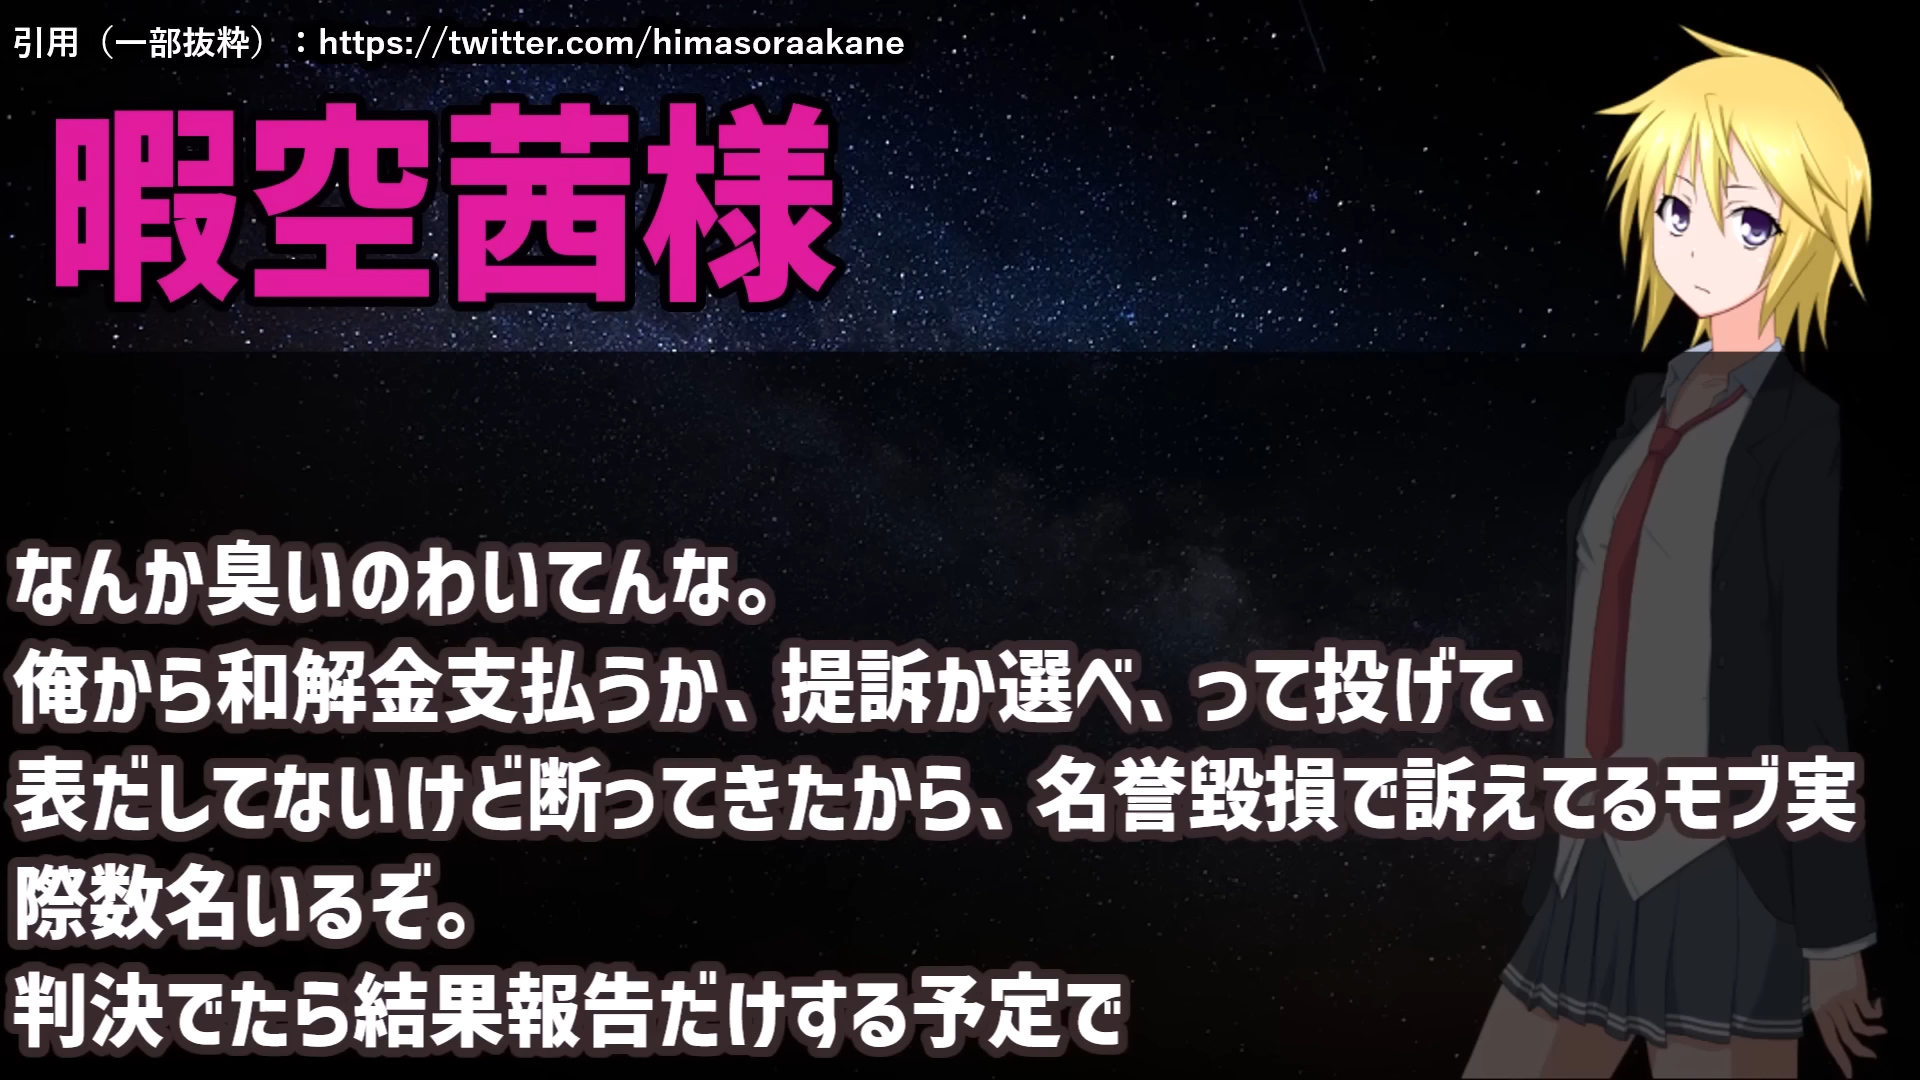 引用（一部抜粋）：https://twitter.com/himasoraakane
暇空茜様
なんか臭いのわいてんな。
俺から和解金支払うか、提訴か選べ、って投げて、
表だしてないけど断ってきたから、名誉毀損で訴えてるモブ実
際数名いるぞ。
判決でたら結果報告だけする予定で